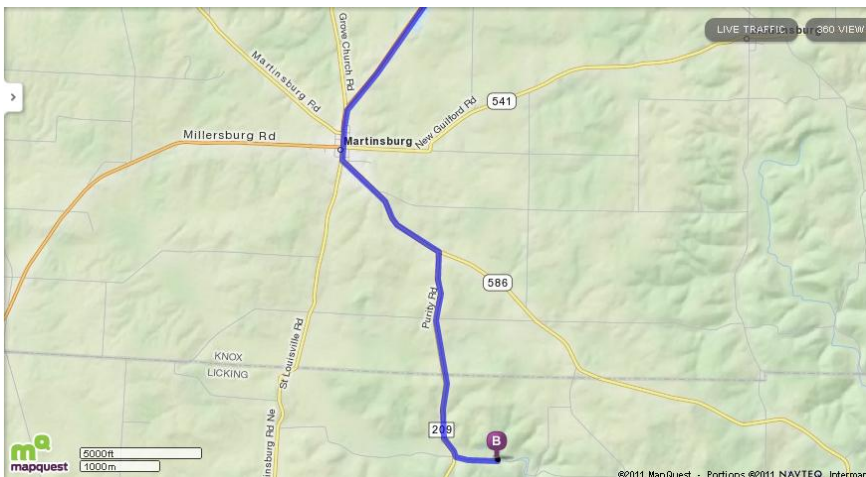 LIVE TRAFFIC
360 VIEW
Grove Church Rd
Martinsburg Rd
541
New Guilford Rd
Millersburg Rd
Martinsburg
586
Purity Rd
St Louisville Rd
KNOX
LICKING
209
B
mapquest
5000ft
1000m
©2011 MapQuest - Portions ©2011 NAVTEQ, Intermap